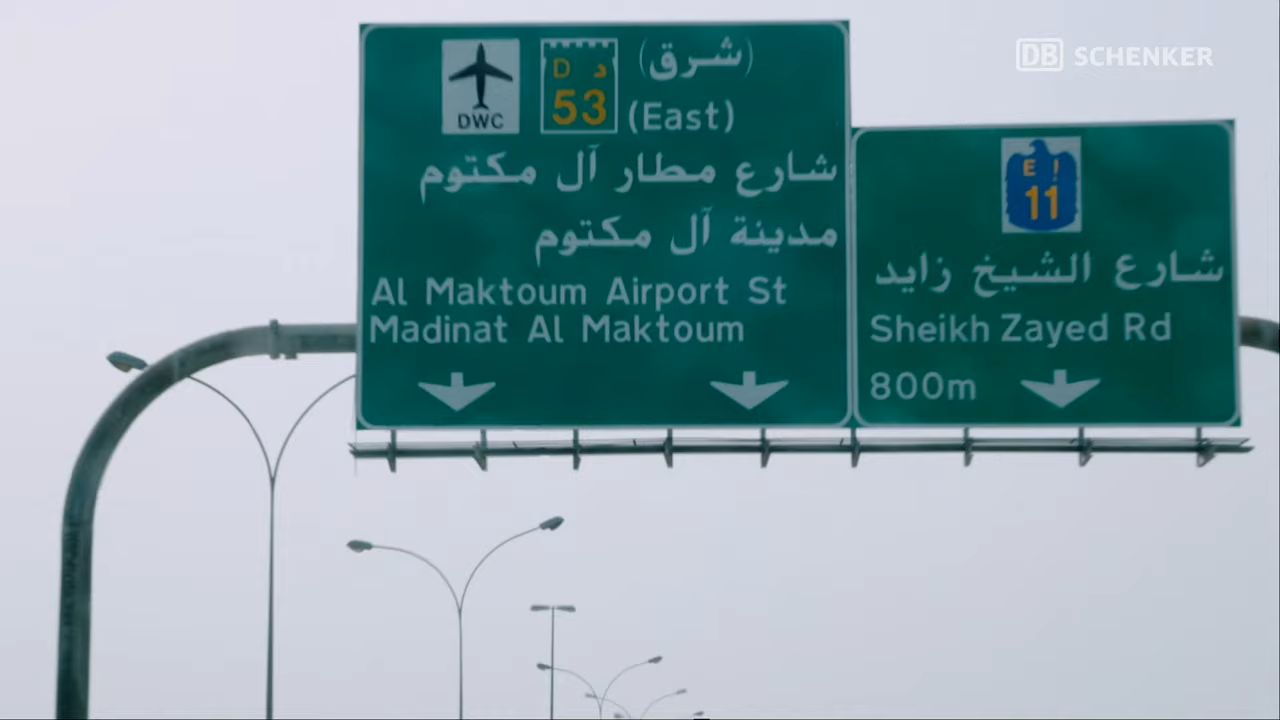 DB SCHENKER
DWC
D د
53
(شرق)
(East)
شارع مطار آل مكتوم
مدينة آل مكتوم
Al Maktoum Airport St
Madinat Al Maktoum
E إ
11
شارع الشيخ زايد
Sheikh Zayed Rd
800m